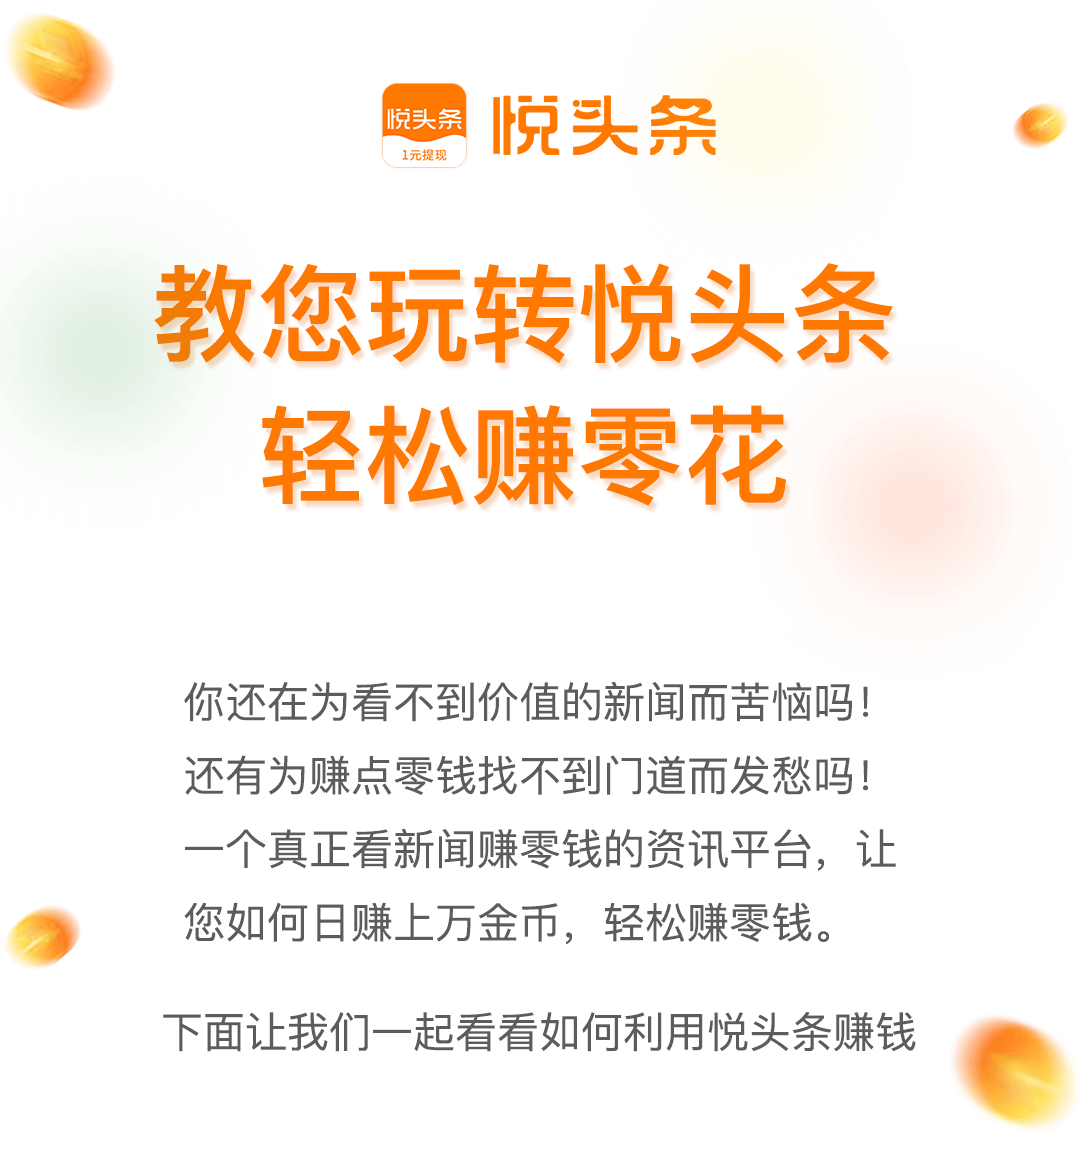 悦头条
1元提现
悦头条
教您玩转悦头条
轻松赚零花
你还在为看不到价值的新闻而苦恼吗！
还有为赚点零钱找不到门道而发愁吗！
一个真正看新闻赚零钱的资讯平台，让
您如何日赚上万金币，轻松赚零钱。
下面让我们一起看看如何利用悦头条赚钱